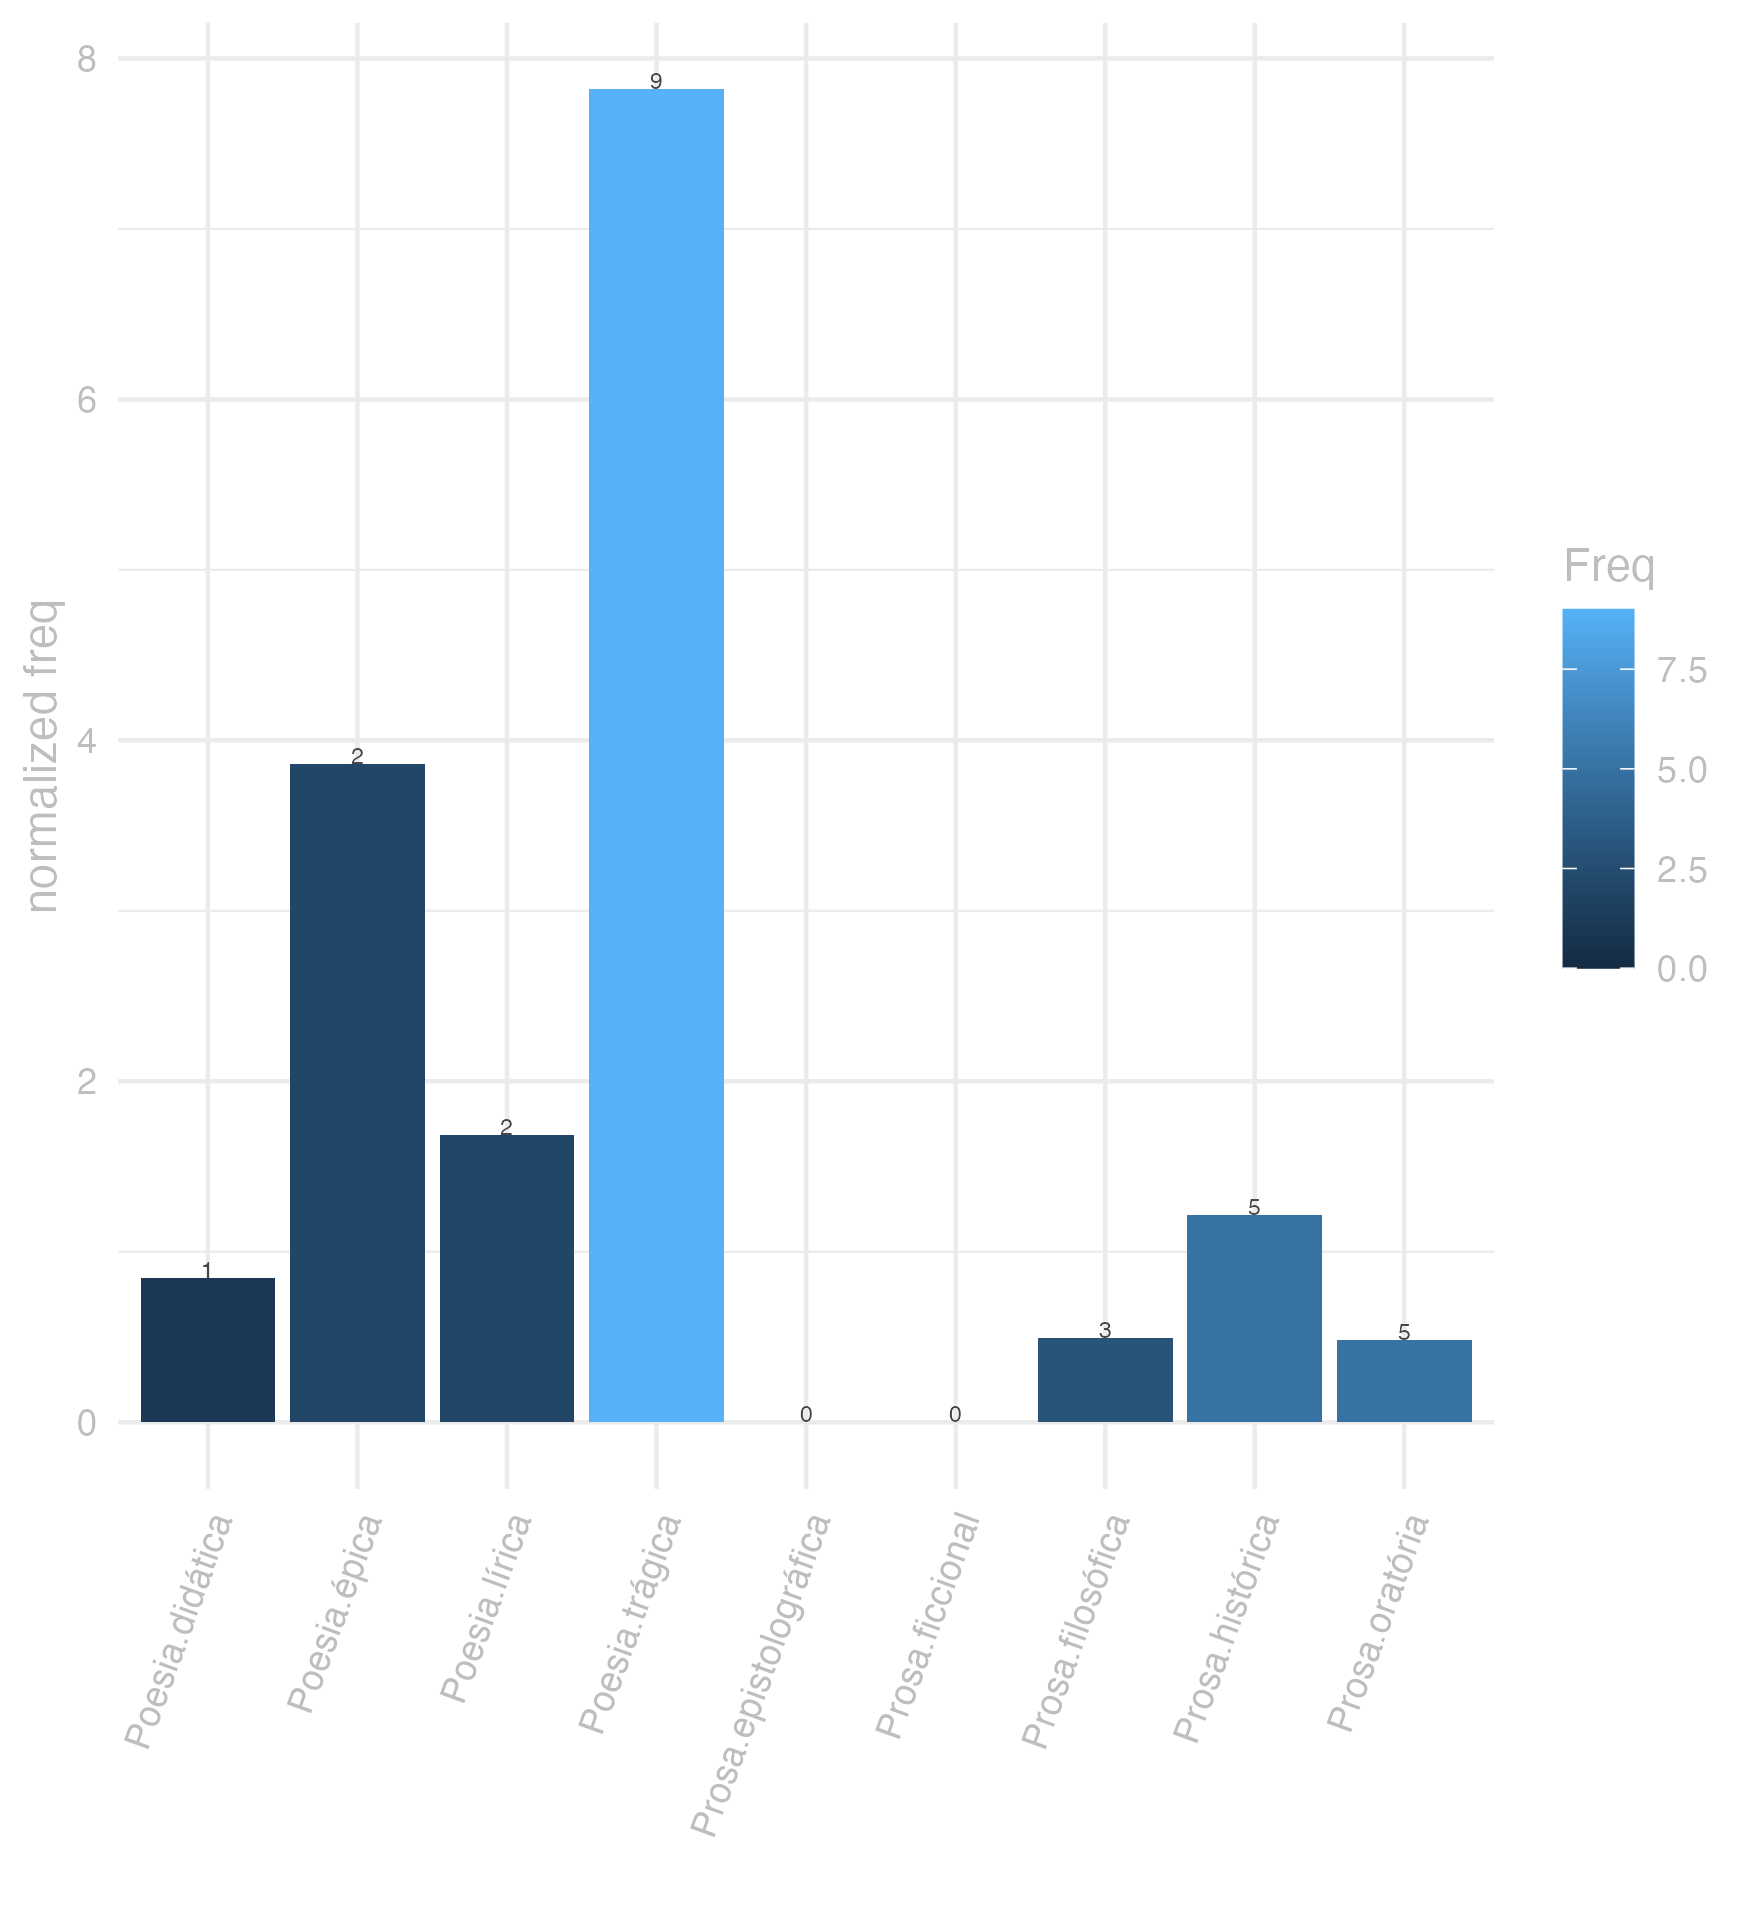 normalized freq
8
6
4
2
0
1
2
2
9
0
0
3
5
5
Poesia.didática
Poesia.épica
Poesia.lírica
Poesia.trágica
Prosa.epistolográfica
Prosa.ficcional
Prosa.filosófica
Prosa.histórica
Prosa.oratória
Freq
7.5
5.0
2.5
0.0